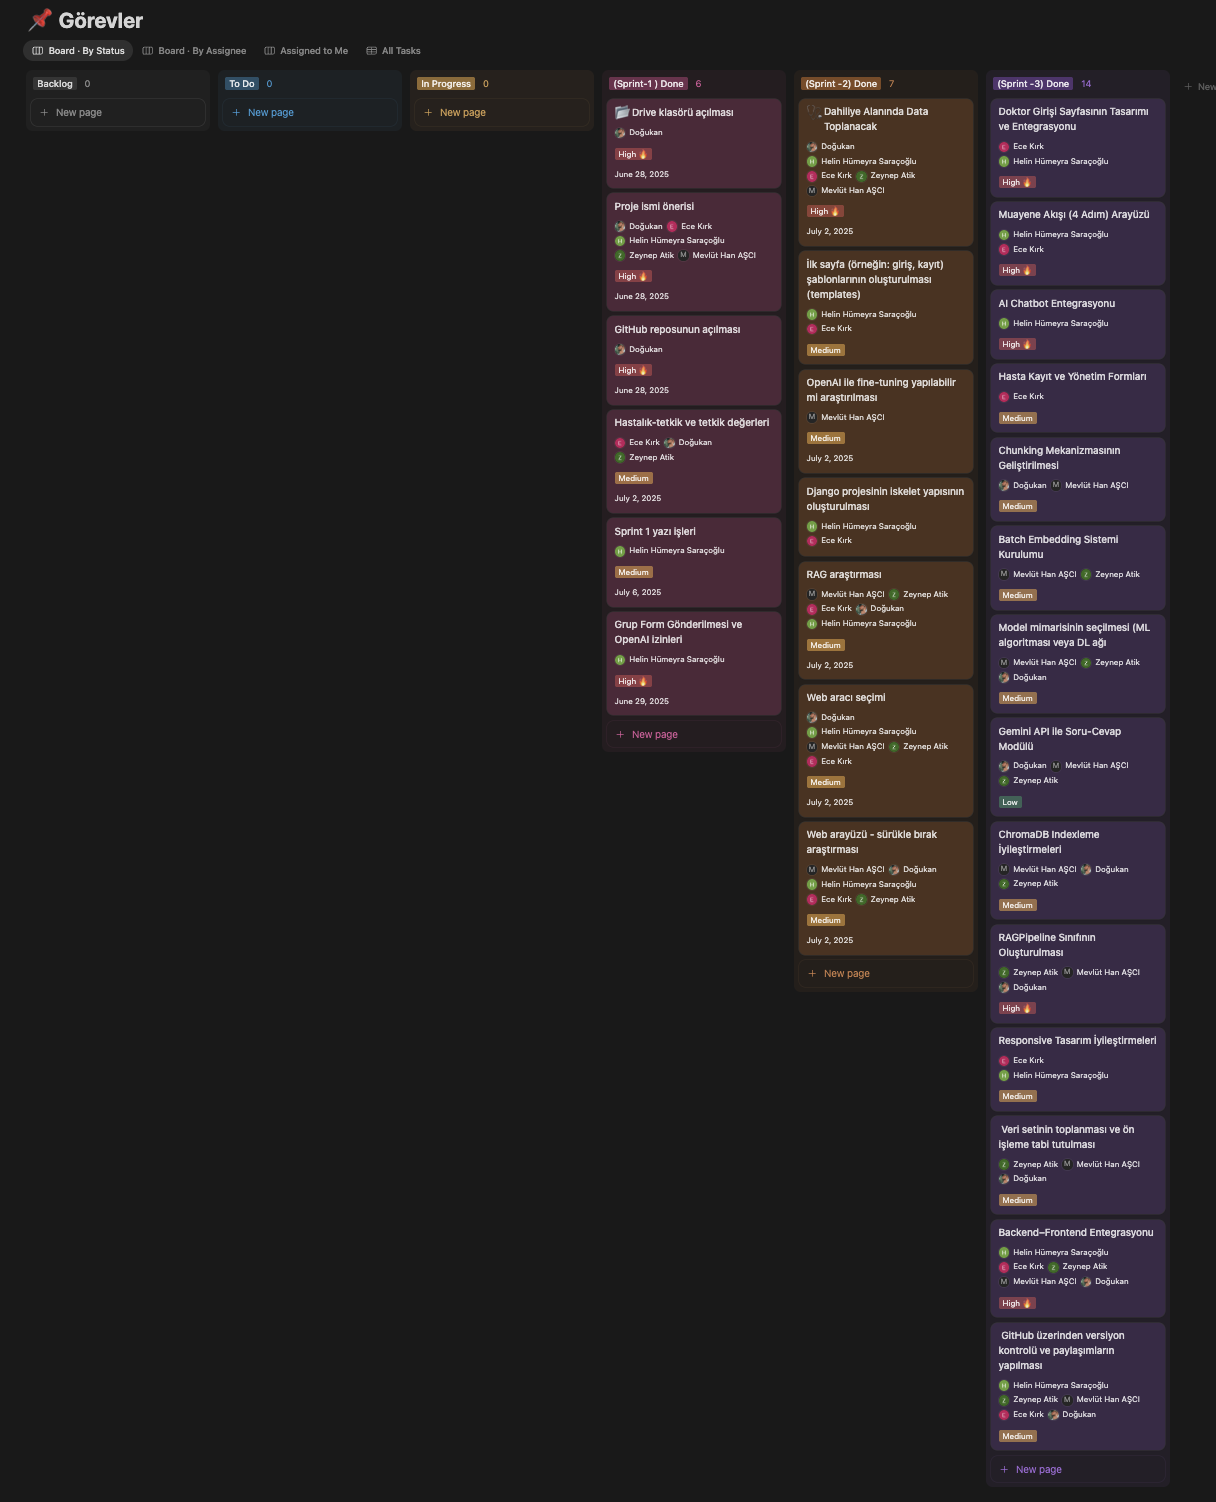 Görevler
Board · By Status
Board · By Assignee
Assigned to Me
All Tasks
Backlog 0
New page
To Do 0
New page
In Progress 0
New page
(Sprint-1 ) Done 6
Drive klasörü açılması
Doğukan
High
June 28, 2025
Proje ismi önerisi
Doğukan Ece Kırk
Helin Hümeyra Saraçoğlu
Zeynep Atik Mevlüt Han AŞCI
High
June 28, 2025
GitHub reposunun açılması
Doğukan
High
June 28, 2025
Hastalık-tetkik ve tetkik değerleri
Ece Kırk Doğukan
Zeynep Atik
Medium
July 2, 2025
Sprint 1 yazı işleri
Helin Hümeyra Saraçoğlu
Medium
July 6, 2025
Grup Form Gönderilmesi ve
OpenAI izinleri
Helin Hümeyra Saraçoğlu
High
June 29, 2025
New page
(Sprint -2) Done 7
Dahiliye Alanında Data
Toplanacak
Doğukan
Helin Hümeyra Saraçoğlu
Ece Kırk Zeynep Atik
Mevlüt Han AŞCI
High
July 2, 2025
İlk sayfa (örneğin: giriş, kayıt)
şablonlarının oluşturulması
(templates)
Helin Hümeyra Saraçoğlu
Ece Kırk
Medium
OpenAI ile fine-tuning yapılabilir
mi araştırılması
Mevlüt Han AŞCI
Medium
July 2, 2025
Django projesinin iskelet yapısının
oluşturulması
Helin Hümeyra Saraçoğlu
Ece Kırk
RAG araştırması
Mevlüt Han AŞCI Zeynep Atik
Ece Kırk Doğukan
Helin Hümeyra Saraçoğlu
Medium
July 2, 2025
Web aracı seçimi
Doğukan
Helin Hümeyra Saraçoğlu
Mevlüt Han AŞCI Zeynep Atik
Ece Kırk
Medium
July 2, 2025
Web arayüzü - sürükle bırak
araştırması
Mevlüt Han AŞCI Doğukan
Helin Hümeyra Saraçoğlu
Ece Kırk Zeynep Atik
Medium
July 2, 2025
New page
(Sprint -3) Done 14
Doktor Girişi Sayfasının Tasarımı
ve Entegrasyonu
Ece Kırk
Helin Hümeyra Saraçoğlu
High
Muayene Akışı (4 Adım) Arayüzü
Helin Hümeyra Saraçoğlu
Ece Kırk
High
AI Chatbot Entegrasyonu
Helin Hümeyra Saraçoğlu
High
Hasta Kayıt ve Yönetim Formları
Ece Kırk
Medium
Chunking Mekanizmasının
Geliştirilmesi
Doğukan Mevlüt Han AŞCI
Medium
Batch Embedding Sistemi
Kurulumu
Mevlüt Han AŞCI Zeynep Atik
Medium
Model mimarisinin seçilmesi (ML
algoritması veya DL ağı
Mevlüt Han AŞCI Zeynep Atik
Doğukan
Medium
Gemini API ile Soru-Cevap
Modülü
Doğukan Mevlüt Han AŞCI
Zeynep Atik
Low
ChromaDB Indexleme
İyileştirmeleri
Mevlüt Han AŞCI Doğukan
Zeynep Atik
Medium
RAGPipeline Sınıfının
Oluşturulması
Zeynep Atik Mevlüt Han AŞCI
Doğukan
High
Responsive Tasarım İyileştirmeleri
Ece Kırk
Helin Hümeyra Saraçoğlu
Medium
Veri setinin toplanması ve ön
işleme tabi tutulması
Zeynep Atik Mevlüt Han AŞCI
Doğukan
Medium
Backend–Frontend Entegrasyonu
Helin Hümeyra Saraçoğlu
Ece Kırk Zeynep Atik
Mevlüt Han AŞCI Doğukan
High
GitHub üzerinden versiyon
kontrolü ve paylaşımların
yapılması
Helin Hümeyra Saraçoğlu
Zeynep Atik Mevlüt Han AŞCI
Ece Kırk Doğukan
Medium
New page
New